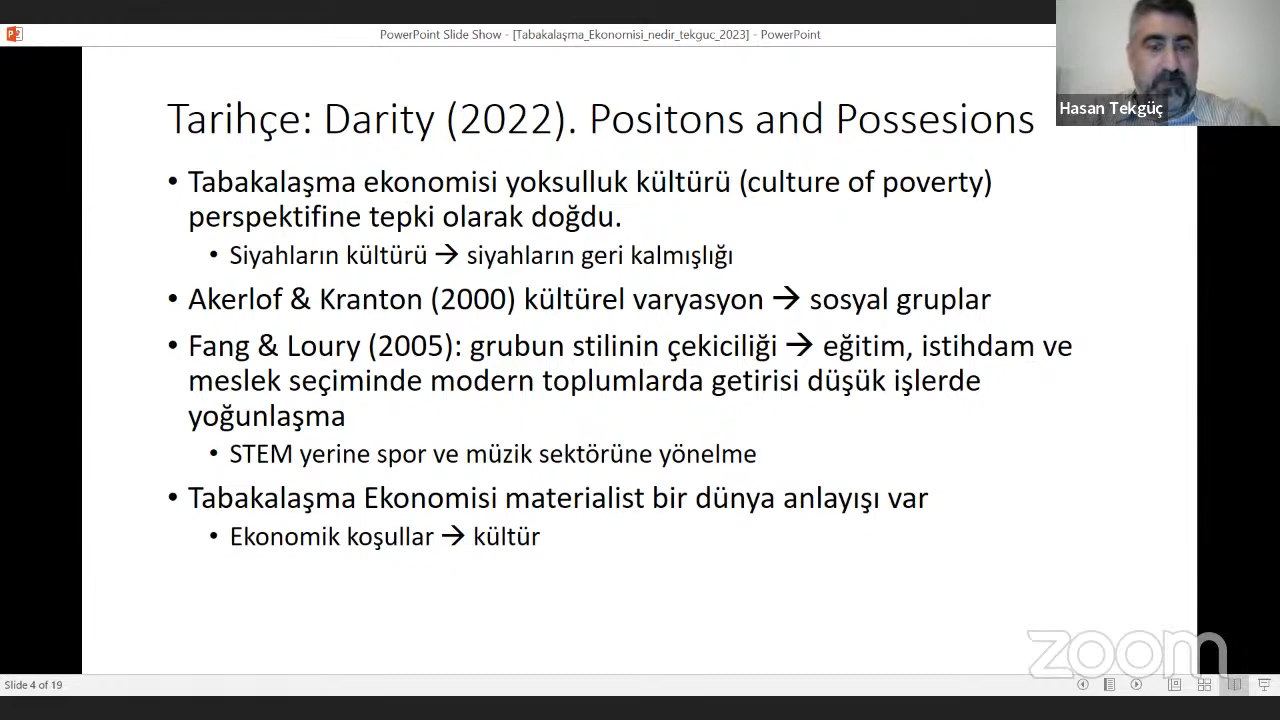 PowerPoint Slide Show - [Tabakalaşma_Ekonomisi_nedir_tekguc_2023] - PowerPoint
Hasan Tekgüç
Tarihçe: Darity (2022). Positons and Possesions
• Tabakalaşma ekonomisi yoksulluk kültürü (culture of poverty)
perspektifine tepki olarak doğdu.
• Siyahların kültürü → siyahların geri kalmışlığı
• Akerlof & Kranton (2000) kültürel varyasyon → sosyal gruplar
• Fang & Loury (2005): grubun stilinin çekiciliği → eğitim, istihdam ve
meslek seçiminde modern toplumlarda getirisi düşük işlerde
yoğunlaşma
• STEM yerine spor ve müzik sektörüne yönelme
• Tabakalaşma Ekonomisi materialist bir dünya anlayışı var
• Ekonomik koşullar → kültür
zoom
Slide 4 of 19